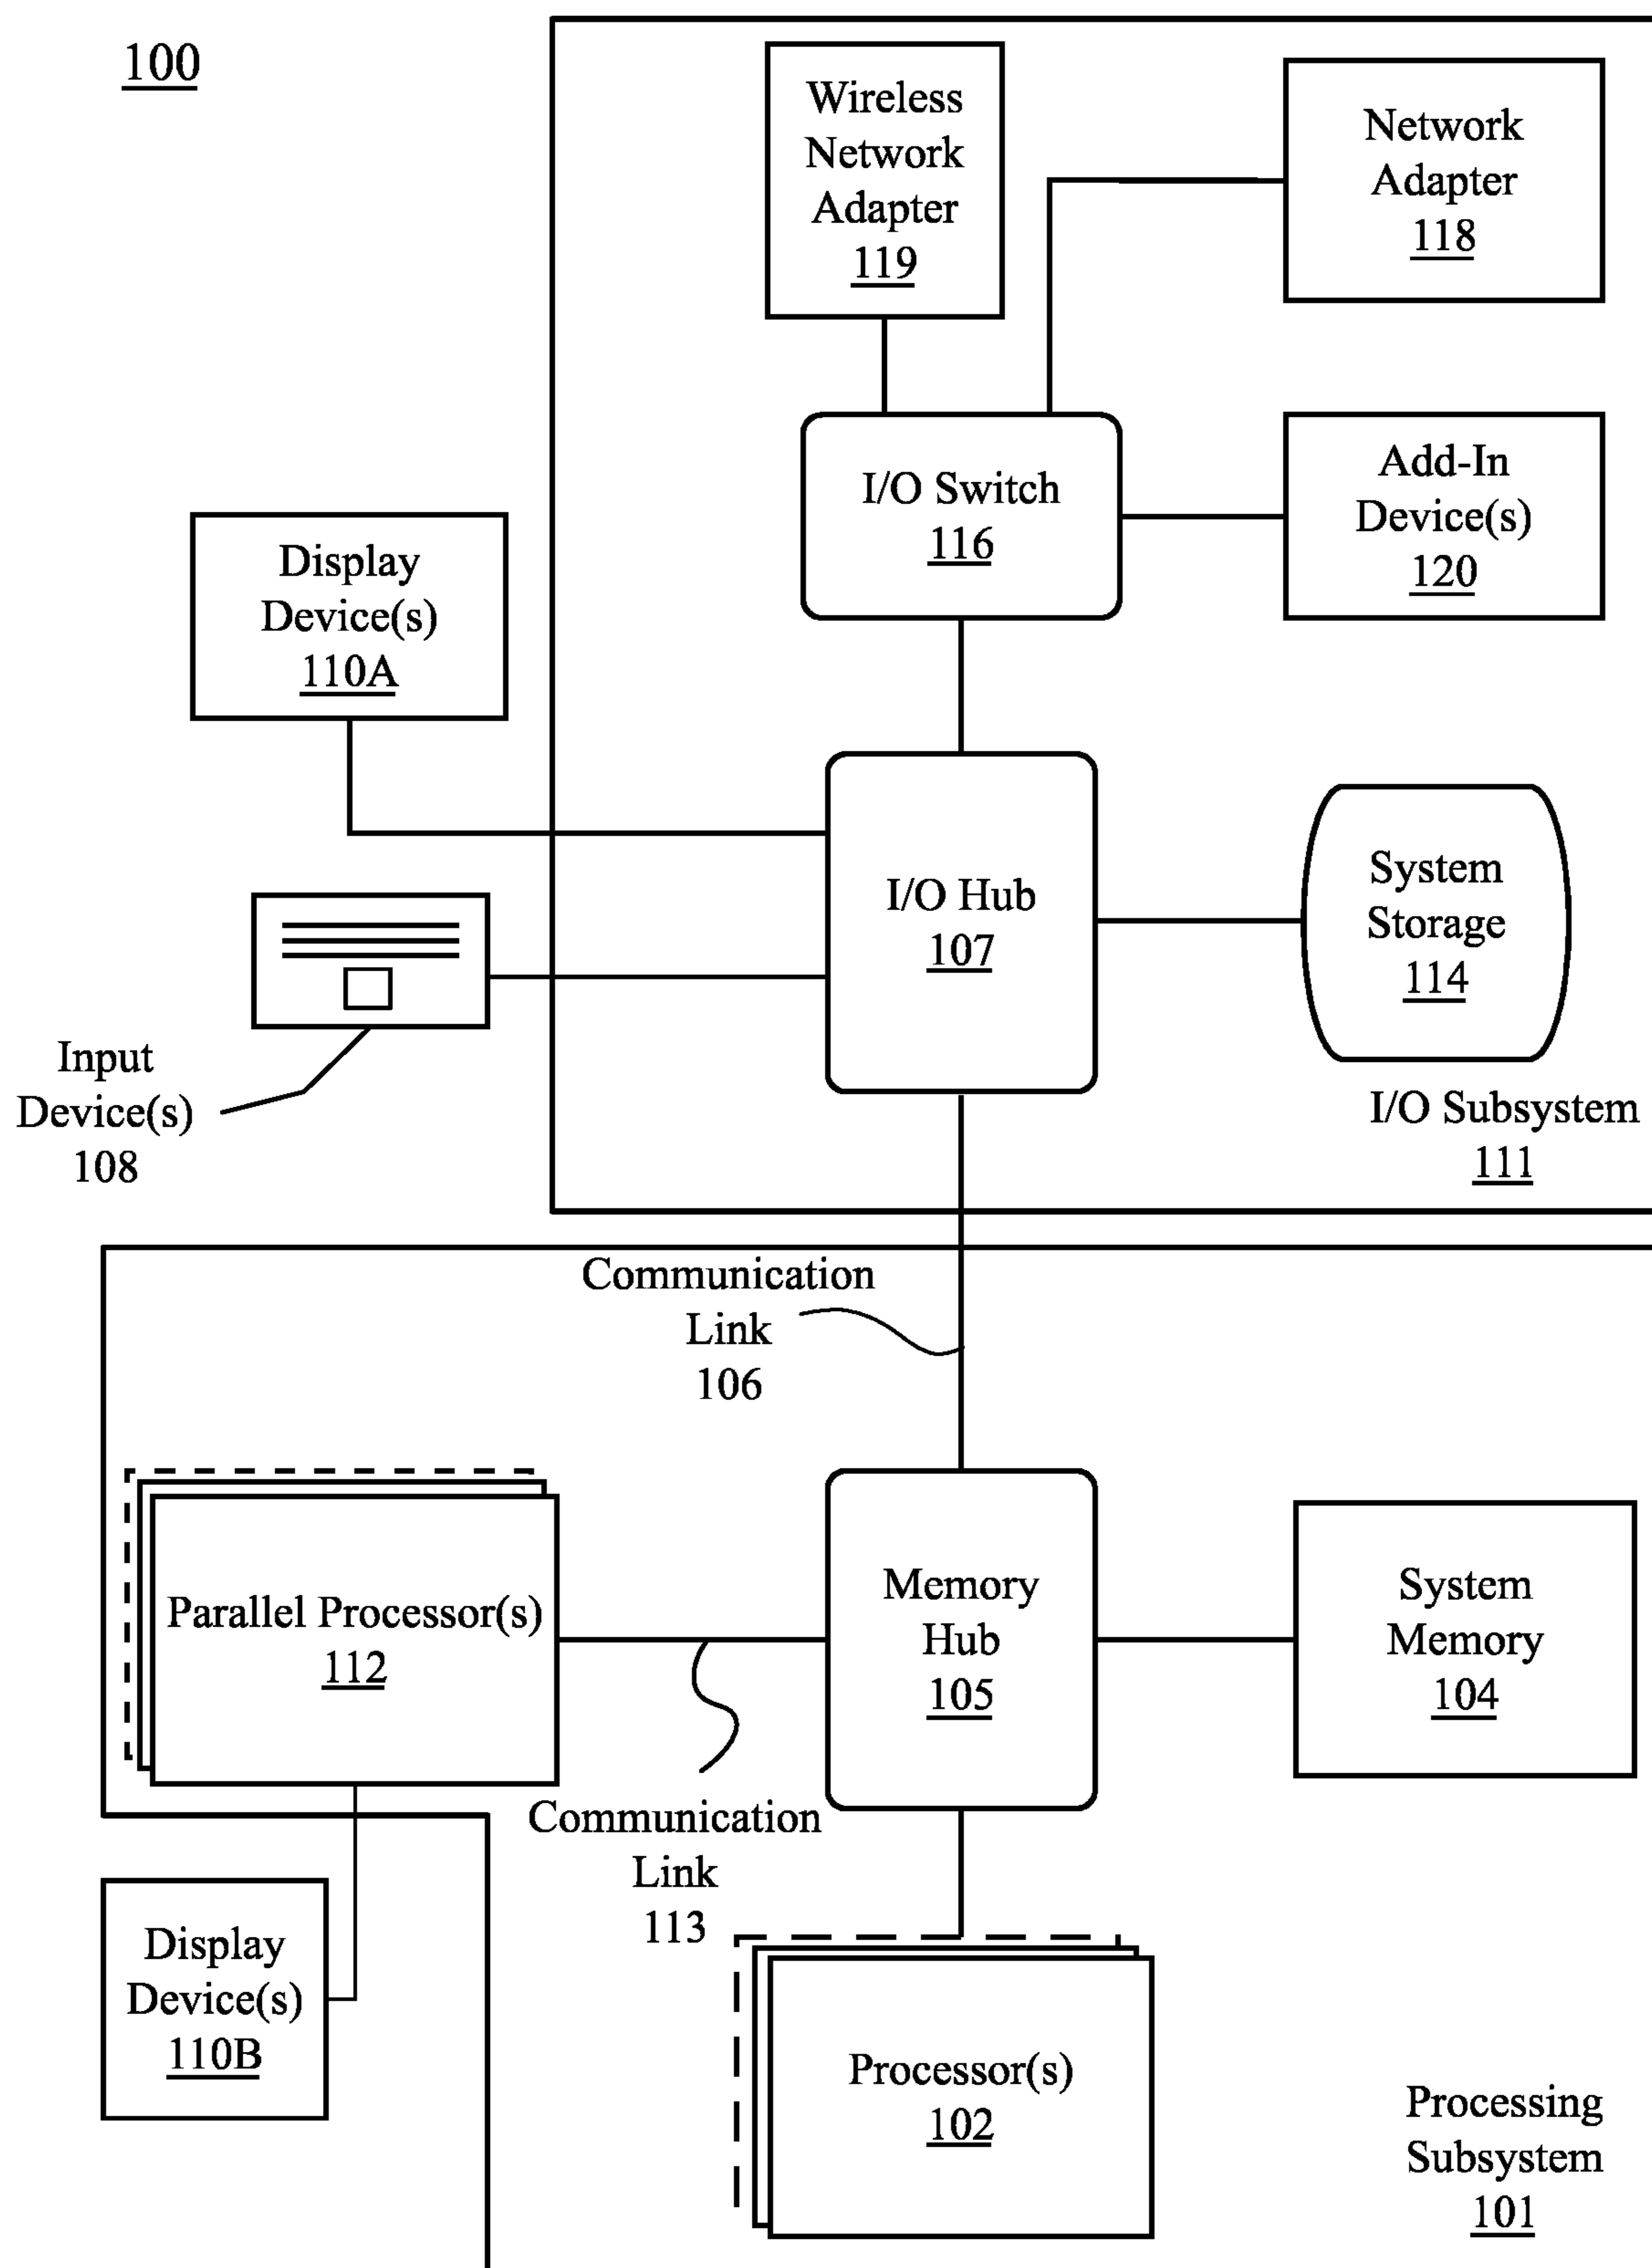 100
Wireless
Network
Adapter
119
Network
Adapter
118
I/O Switch
116
Add-In
Device(s)
120
Display
Device(s)
110A
I/O Hub
107
System
Storage
114
Input
Device(s)
108
I/O Subsystem
111
Communication
Link
106
Parallel Processor(s)
112
Memory
Hub
105
System
Memory
104
Communication
Link
113
Display
Device(s)
110B
Processor(s)
102
Processing
Subsystem
101